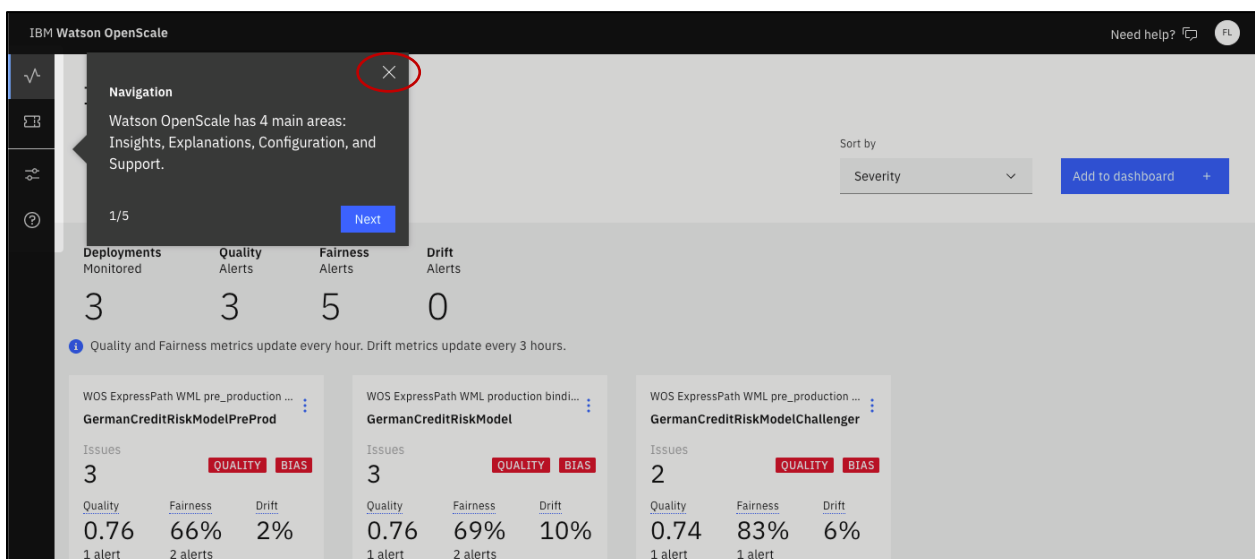 IBM Watson OpenScale
Need help?
FL
Navigation
Watson OpenScale has 4 main areas:
Insights, Explanations, Configuration, and
Support.
1/5
Next
Sort by
Severity
Add to dashboard +
Deployments
Monitored
3
Quality
Alerts
3
Fairness
Alerts
5
Drift
Alerts
0
Quality and Fairness metrics update every hour. Drift metrics update every 3 hours.
WOS ExpressPath WML pre_production ...
GermanCreditRiskModelPreProd
Issues
3
QUALITY BIAS
Quality
0.76
1 alert
Fairness
66%
2 alerts
Drift
2%
WOS ExpressPath WML production bindi...
GermanCreditRiskModel
Issues
3
QUALITY BIAS
Quality
0.76
1 alert
Fairness
69%
2 alerts
Drift
10%
WOS ExpressPath WML pre_production ...
GermanCreditRiskModelChallenger
Issues
2
QUALITY BIAS
Quality
0.74
1 alert
Fairness
83%
1 alert
Drift
6%